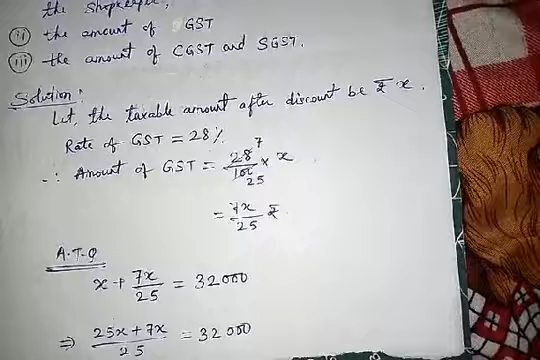 the shopkeeper,
(ii) the amount of GST
(iii) the amount of CGST and SGST.
Solution:
Let, the taxable amount after discount be ₹ x.
Rate of GST = 28%
∴ Amount of GST = 28 7/100 25 × x
= 7x/25 ₹
A.T.Q
x + 7x/25 = 32000
⇒ 25x + 7x/25 = 32000